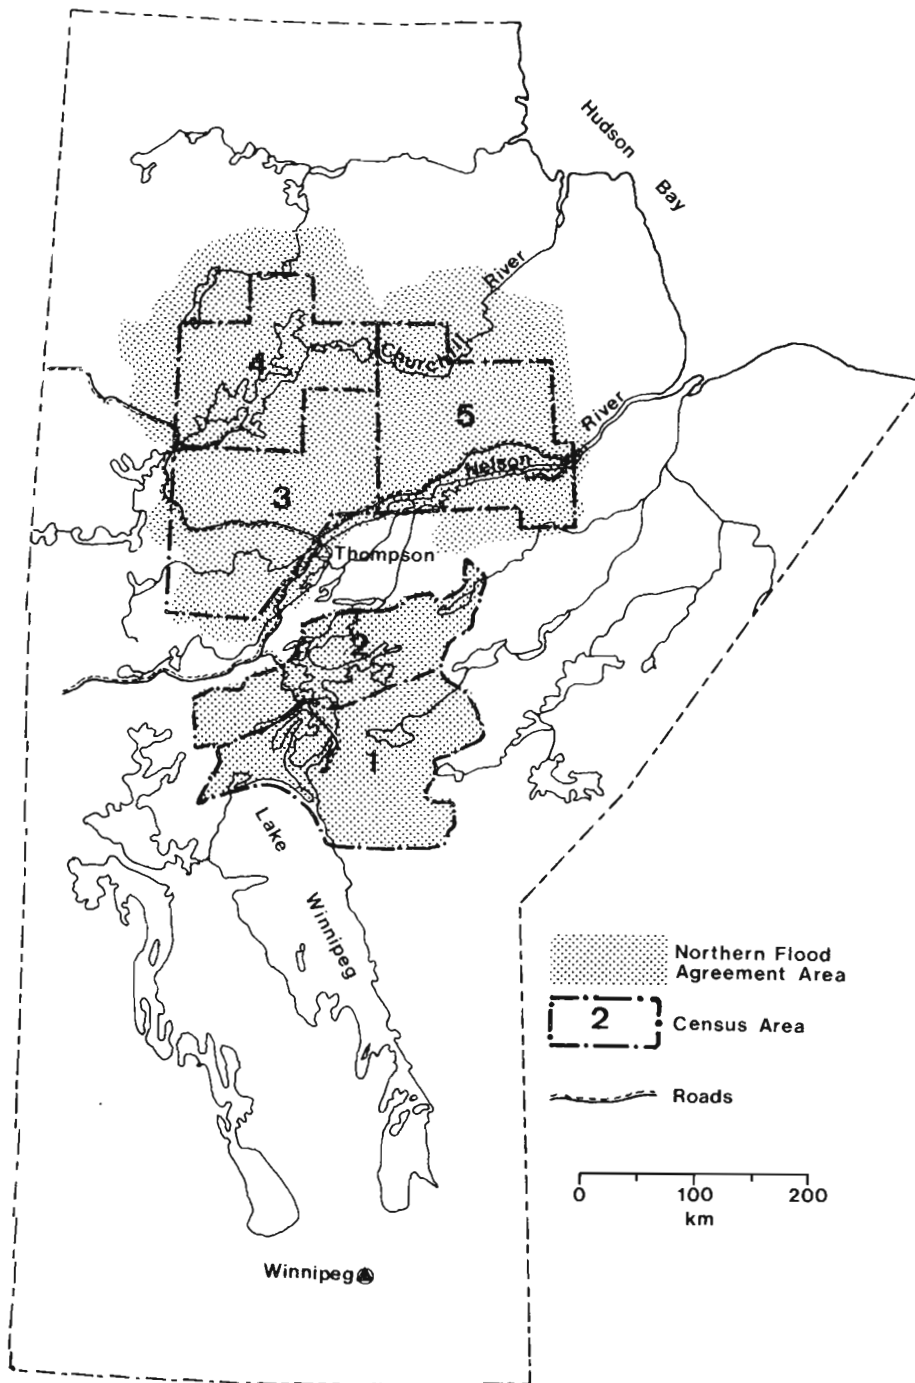 Hudson
Bay
River
Churchill
4
5
River
Nelson
3
Thompson
2
1
Lake
Winnipeg
Northern Flood
Agreement Area
2
Census Area
Roads
0 100 200
km
Winnipeg